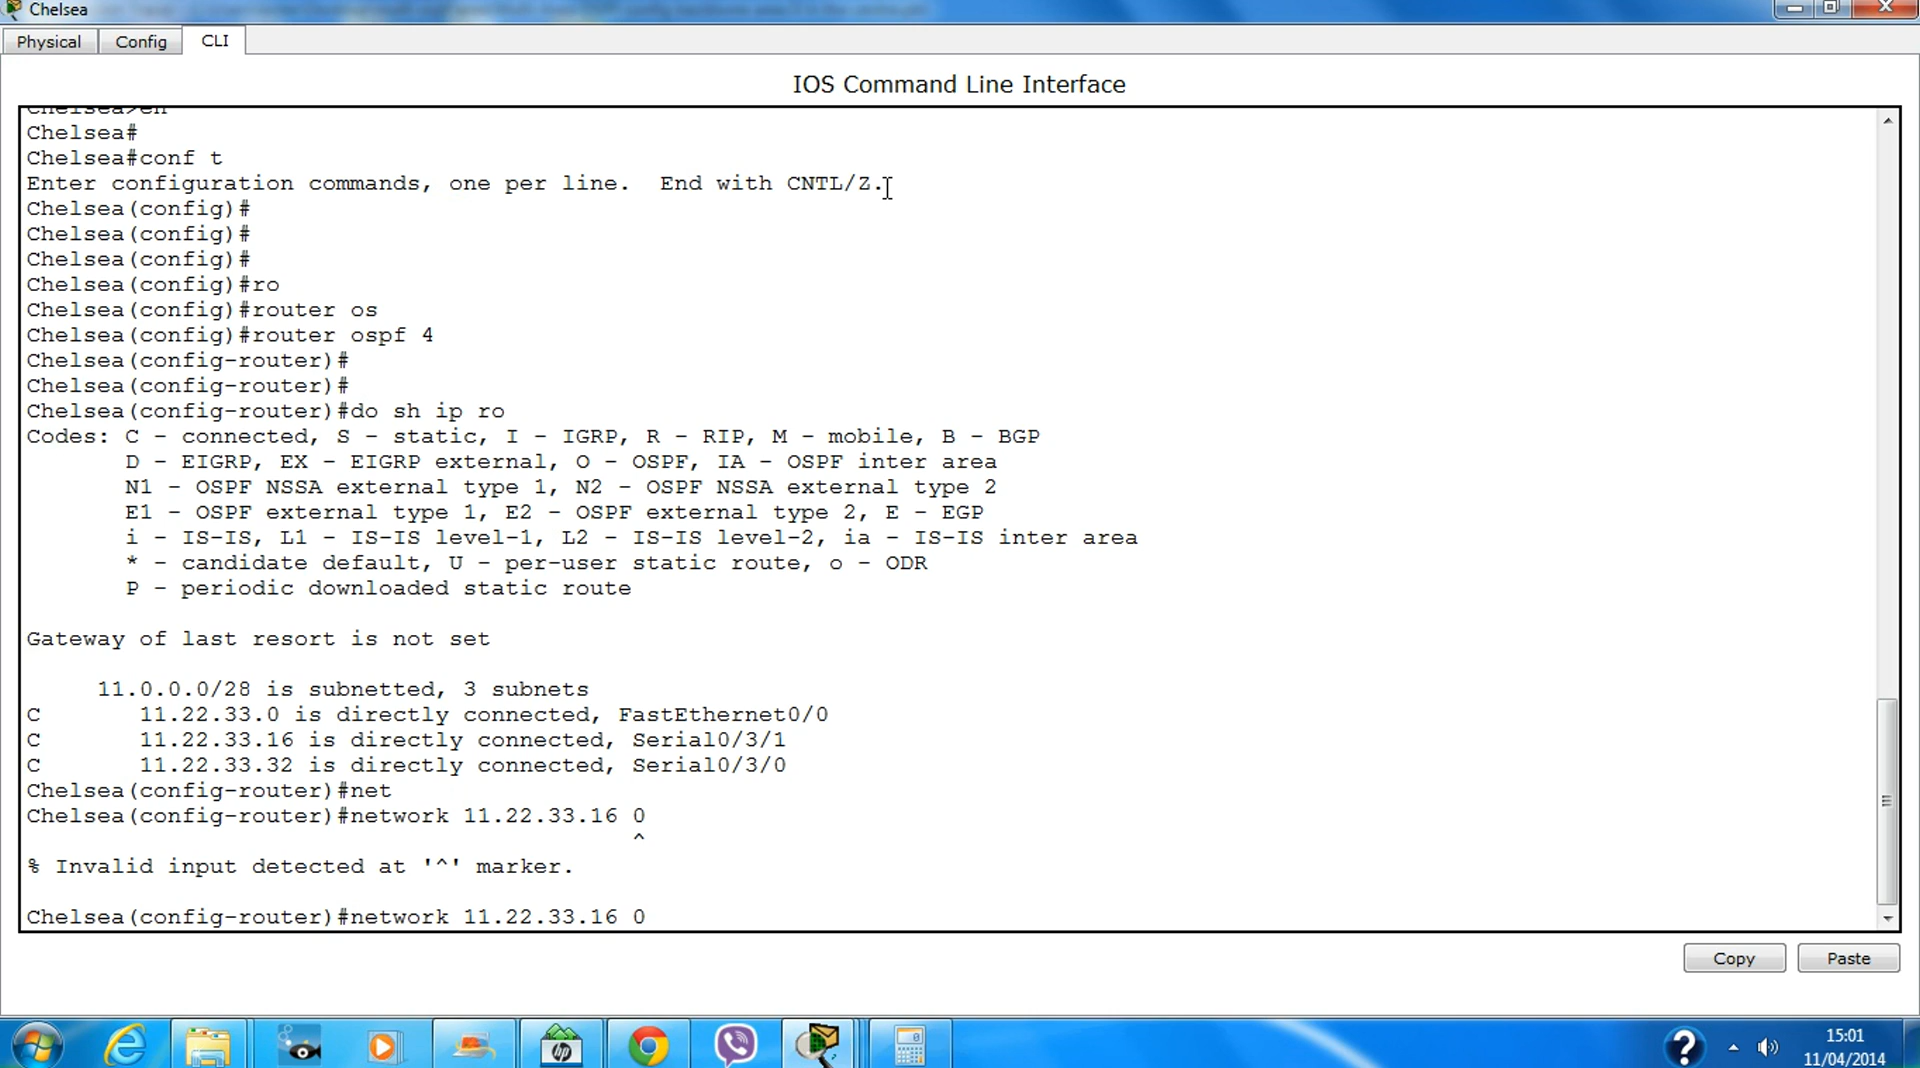 Chelsea
Physical
Config
CLI
IOS Command Line Interface
Chelsea>en
Chelsea#
Chelsea#conf t
Enter configuration commands, one per line.  End with CNTL/Z.
Chelsea(config)#
Chelsea(config)#
Chelsea(config)#
Chelsea(config)#ro
Chelsea(config)#router os
Chelsea(config)#router ospf 4
Chelsea(config-router)#
Chelsea(config-router)#
Chelsea(config-router)#do sh ip ro
Codes: C - connected, S - static, I - IGRP, R - RIP, M - mobile, B - BGP
       D - EIGRP, EX - EIGRP external, O - OSPF, IA - OSPF inter area
       N1 - OSPF NSSA external type 1, N2 - OSPF NSSA external type 2
       E1 - OSPF external type 1, E2 - OSPF external type 2, E - EGP
       i - IS-IS, L1 - IS-IS level-1, L2 - IS-IS level-2, ia - IS-IS inter area
       * - candidate default, U - per-user static route, o - ODR
       P - periodic downloaded static route
Gateway of last resort is not set
     11.0.0.0/28 is subnetted, 3 subnets
C       11.22.33.0 is directly connected, FastEthernet0/0
C       11.22.33.16 is directly connected, Serial0/3/1
C       11.22.33.32 is directly connected, Serial0/3/0
Chelsea(config-router)#net
Chelsea(config-router)#network 11.22.33.16 0
^
% Invalid input detected at '^' marker.
Chelsea(config-router)#network 11.22.33.16 0
Copy
Paste
hp
?
15:01
11/04/2014